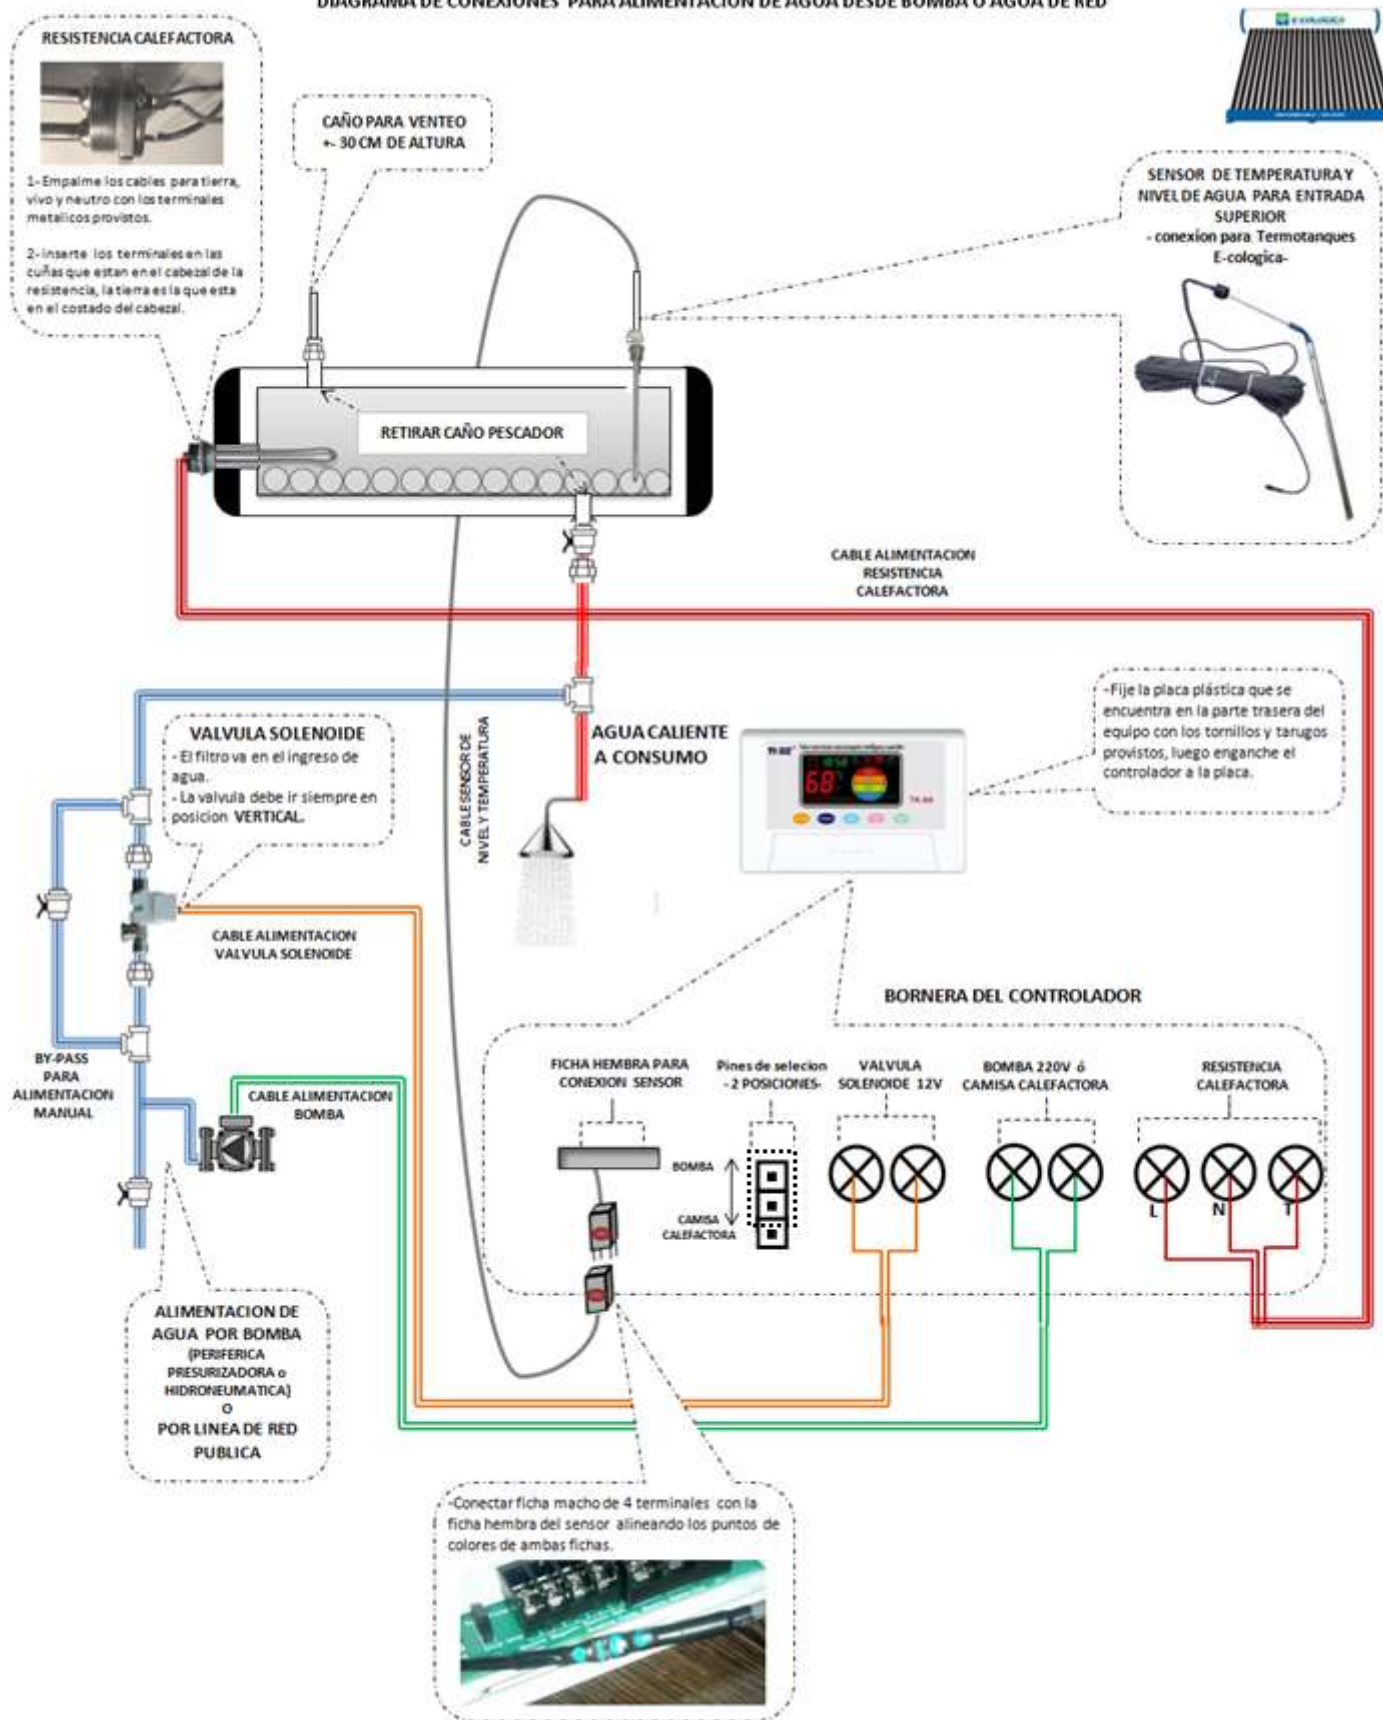 DIAGRAMA DE CONEXIONES PARA ALIMENTACION DE AGUA DESDE BOMBA O AGUA DE RED
RESISTENCIA CALEFACTORA
1- Empalme los cables para tierra,
vivo y neutro con los terminales
metalicos provistos.
2- Inserte los terminales en las
cuñas que estan en el cabezal de la
resistencia, la tierra es la que esta
en el costado del cabezal.
CAÑO PARA VENTEO
+- 30 CM DE ALTURA
SENSOR DE TEMPERATURA Y
NIVEL DE AGUA PARA ENTRADA
SUPERIOR
- conexion para Termotanques
E-cologica-
RETIRAR CAÑO PESCADOR
CABLE ALIMENTACION
RESISTENCIA
CALEFACTORA
VALVULA SOLENOIDE
- El filtro va en el ingreso de
agua.
- La valvula debe ir siempre en
posicion VERTICAL.
CABLE SENSOR DE
NIVEL Y TEMPERATURA
AGUA CALIENTE
A CONSUMO
68
-Fije la placa plástica que se
encuentra en la parte trasera del
equipo con los tornillos y tarugos
provistos, luego enganche el
controlador a la placa.
CABLE ALIMENTACION
VALVULA SOLENOIDE
BORNERA DEL CONTROLADOR
BY-PASS
PARA
ALIMENTACION
MANUAL
CABLE ALIMENTACION
BOMBA
FICHA HEMBRA PARA
CONEXION SENSOR
Pines de selecion
- 2 POSICIONES-
VALVULA
SOLENOIDE 12V
BOMBA 220V ó
CAMISA CALEFACTORA
RESISTENCIA
CALEFACTORA
BOMBA
CAMISA
CALEFACTORA
L N T
ALIMENTACION DE
AGUA POR BOMBA
(PERIFERICA
PRESURIZADORA o
HIDRONEUMATICA)
O
POR LINEA DE RED
PUBLICA
-Conectar ficha macho de 4 terminales con la
ficha hembra del sensor alineando los puntos de
colores de ambas fichas.